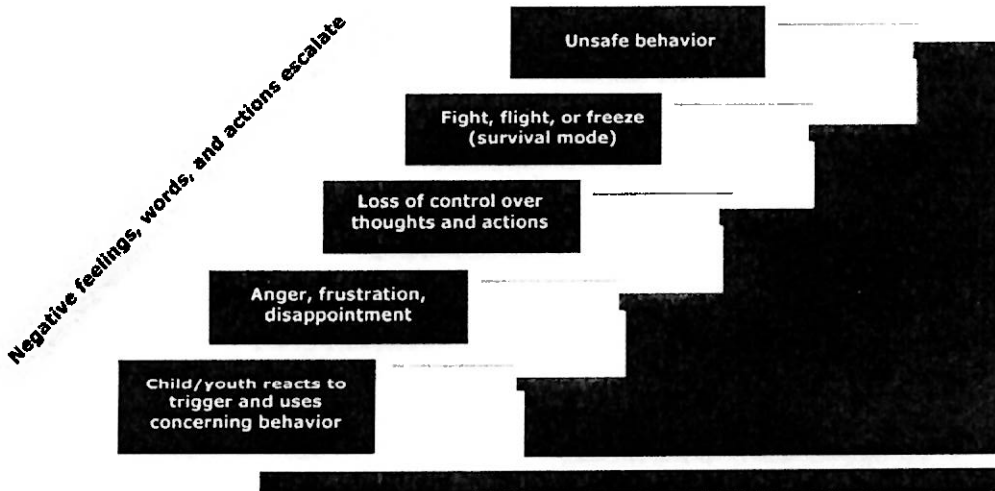 Negative feelings, words, and actions escalate
Unsafe behavior
Fight, flight, or freeze
(survival mode)
Loss of control over
thoughts and actions
Anger, frustration,
disappointment
Child/youth reacts to
trigger and uses
concerning behavior